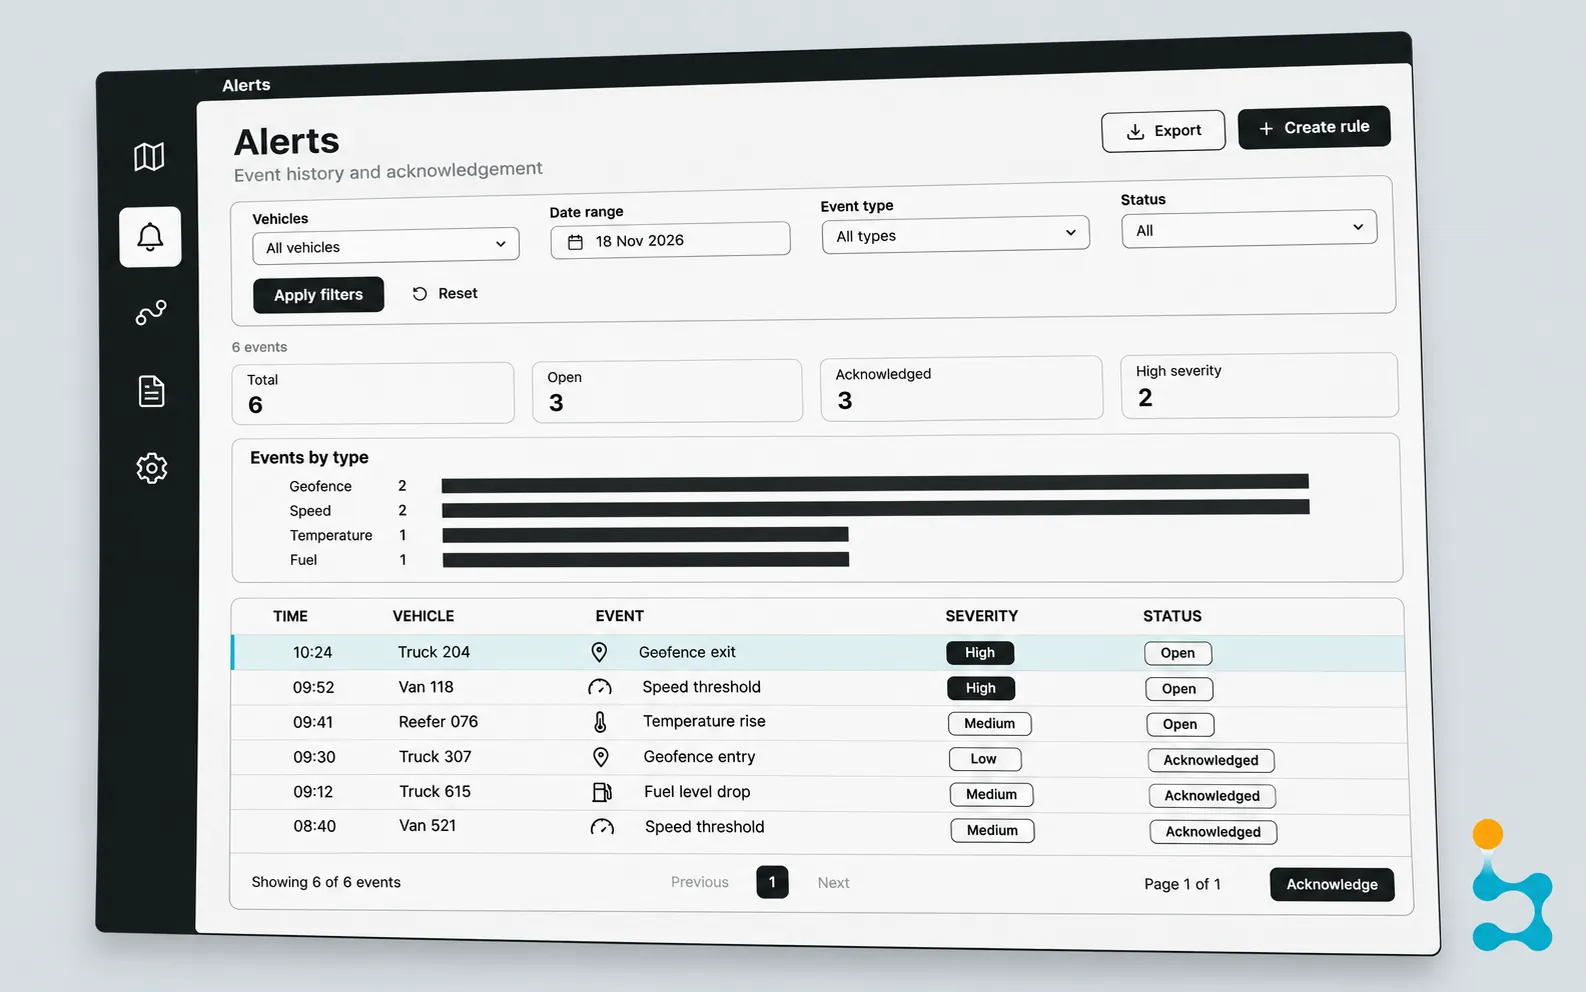 Alerts
Alerts
Event history and acknowledgement
Export
Create rule
Vehicles
All vehicles
Date range
18 Nov 2026
Event type
All types
Status
All
Apply filters
Reset
6 events
Total
6
Open
3
Acknowledged
3
High severity
2
Events by type
Geofence 2
Speed 2
Temperature 1
Fuel 1
TIME VEHICLE EVENT SEVERITY STATUS
10:24 Truck 204 Geofence exit High Open
09:52 Van 118 Speed threshold High Open
09:41 Reefer 076 Temperature rise Medium Open
09:30 Truck 307 Geofence entry Low Acknowledged
09:12 Truck 615 Fuel level drop Medium Acknowledged
08:40 Van 521 Speed threshold Medium Acknowledged
Showing 6 of 6 events Previous 1 Next Page 1 of 1 Acknowledge